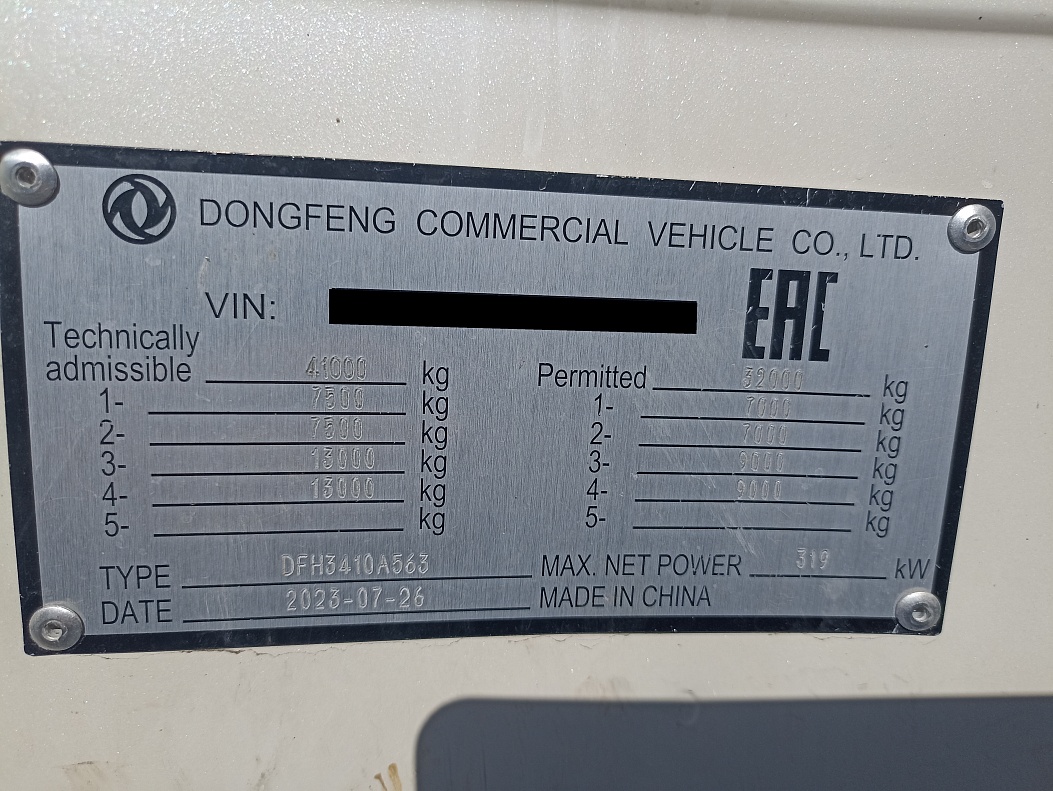 DONGFENG COMMERCIAL VEHICLE CO., LTD.
VIN:
EAC
Technically
admissible 41000 kg Permitted 32000 kg
1- 7500 kg 1- 7000 kg
2- 7500 kg 2- 7000 kg
3- 13000 kg 3- 9000 kg
4- 13000 kg 4- 9000 kg
5- kg 5- kg
TYPE DFH3410A563 MAX. NET POWER 319 kW
DATE 2023-07-26 MADE IN CHINA